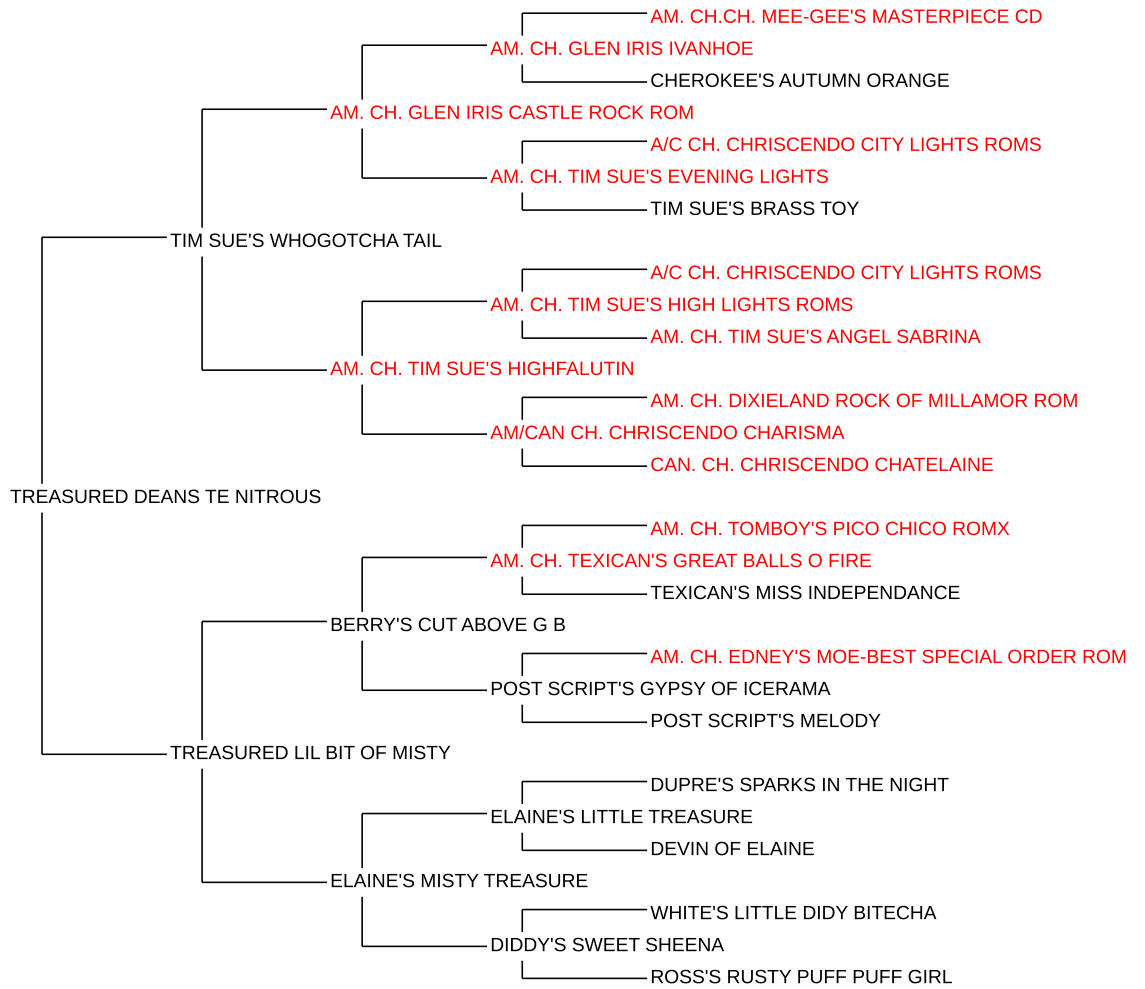 AM. CH.CH. MEE-GEE'S MASTERPIECE CD
AM. CH. GLEN IRIS IVANHOE
CHEROKEE'S AUTUMN ORANGE
AM. CH. GLEN IRIS CASTLE ROCK ROM
A/C CH. CHRISCENDO CITY LIGHTS ROMS
AM. CH. TIM SUE'S EVENING LIGHTS
TIM SUE'S BRASS TOY
TIM SUE'S WHOGOTCHA TAIL
A/C CH. CHRISCENDO CITY LIGHTS ROMS
AM. CH. TIM SUE'S HIGH LIGHTS ROMS
AM. CH. TIM SUE'S ANGEL SABRINA
AM. CH. TIM SUE'S HIGHFALUTIN
AM. CH. DIXIELAND ROCK OF MILLAMOR ROM
AM/CAN CH. CHRISCENDO CHARISMA
CAN. CH. CHRISCENDO CHATELAINE
TREASURED DEANS TE NITROUS
AM. CH. TOMBOY'S PICO CHICO ROMX
AM. CH. TEXICAN'S GREAT BALLS O FIRE
TEXICAN'S MISS INDEPENDANCE
BERRY'S CUT ABOVE G B
AM. CH. EDNEY'S MOE-BEST SPECIAL ORDER ROM
POST SCRIPT'S GYPSY OF ICERAMA
POST SCRIPT'S MELODY
TREASURED LIL BIT OF MISTY
DUPRE'S SPARKS IN THE NIGHT
ELAINE'S LITTLE TREASURE
DEVIN OF ELAINE
ELAINE'S MISTY TREASURE
WHITE'S LITTLE DIDY BITECHA
DIDDY'S SWEET SHEENA
ROSS'S RUSTY PUFF PUFF GIRL